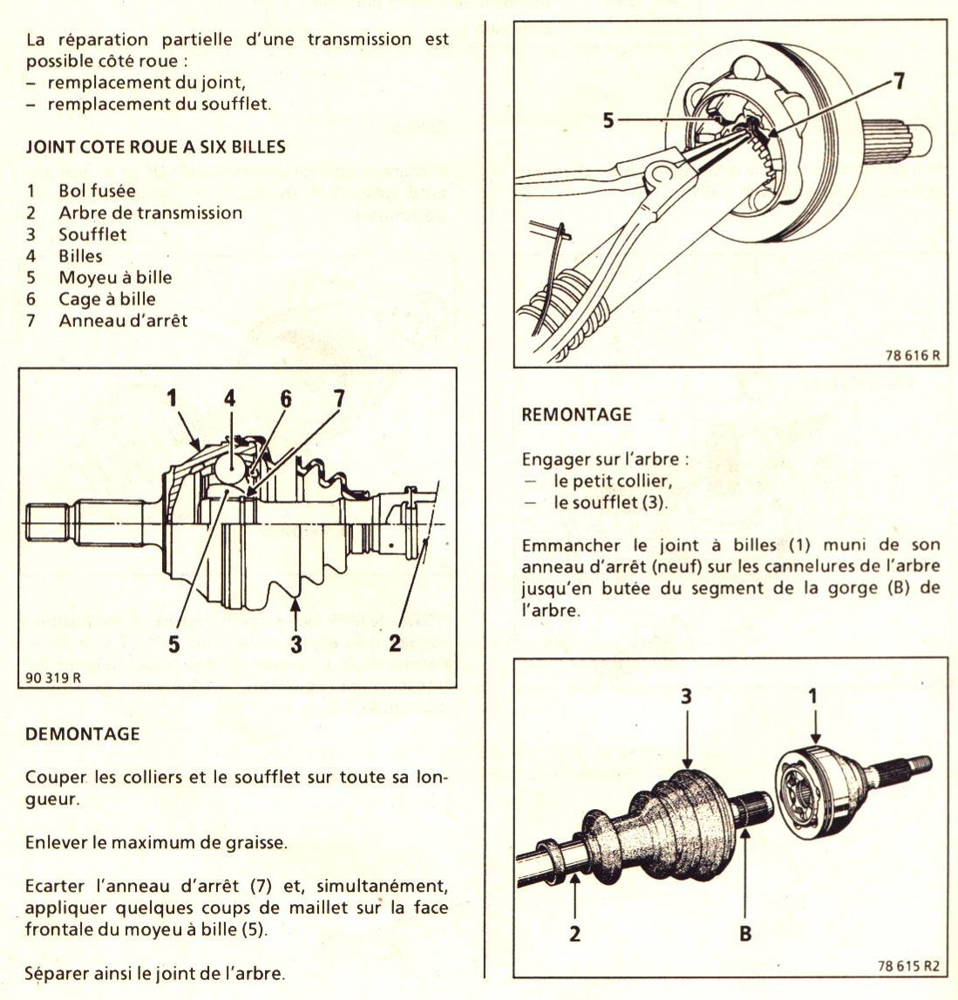 La réparation partielle d'une transmission est
possible côté roue :
– remplacement du joint,
– remplacement du soufflet.
JOINT COTE ROUE A SIX BILLES
1 Bol fusée
2 Arbre de transmission
3 Soufflet
4 Billes
5 Moyeu à bille
6 Cage à bille
7 Anneau d'arrêt
1 4 6 7
5 3 2
90 319 R
DEMONTAGE
Couper les colliers et le soufflet sur toute sa lon-
gueur.
Enlever le maximum de graisse.
Ecarter l'anneau d'arrêt (7) et, simultanément,
appliquer quelques coups de maillet sur la face
frontale du moyeu à bille (5).
Séparer ainsi le joint de l'arbre.
7
5
78 616 R
REMONTAGE
Engager sur l'arbre :
– le petit collier,
– le soufflet (3).
Emmancher le joint à billes (1) muni de son
anneau d'arrêt (neuf) sur les cannelures de l'arbre
jusqu'en butée du segment de la gorge (B) de
l'arbre.
3 1
2 B
78 615 R2